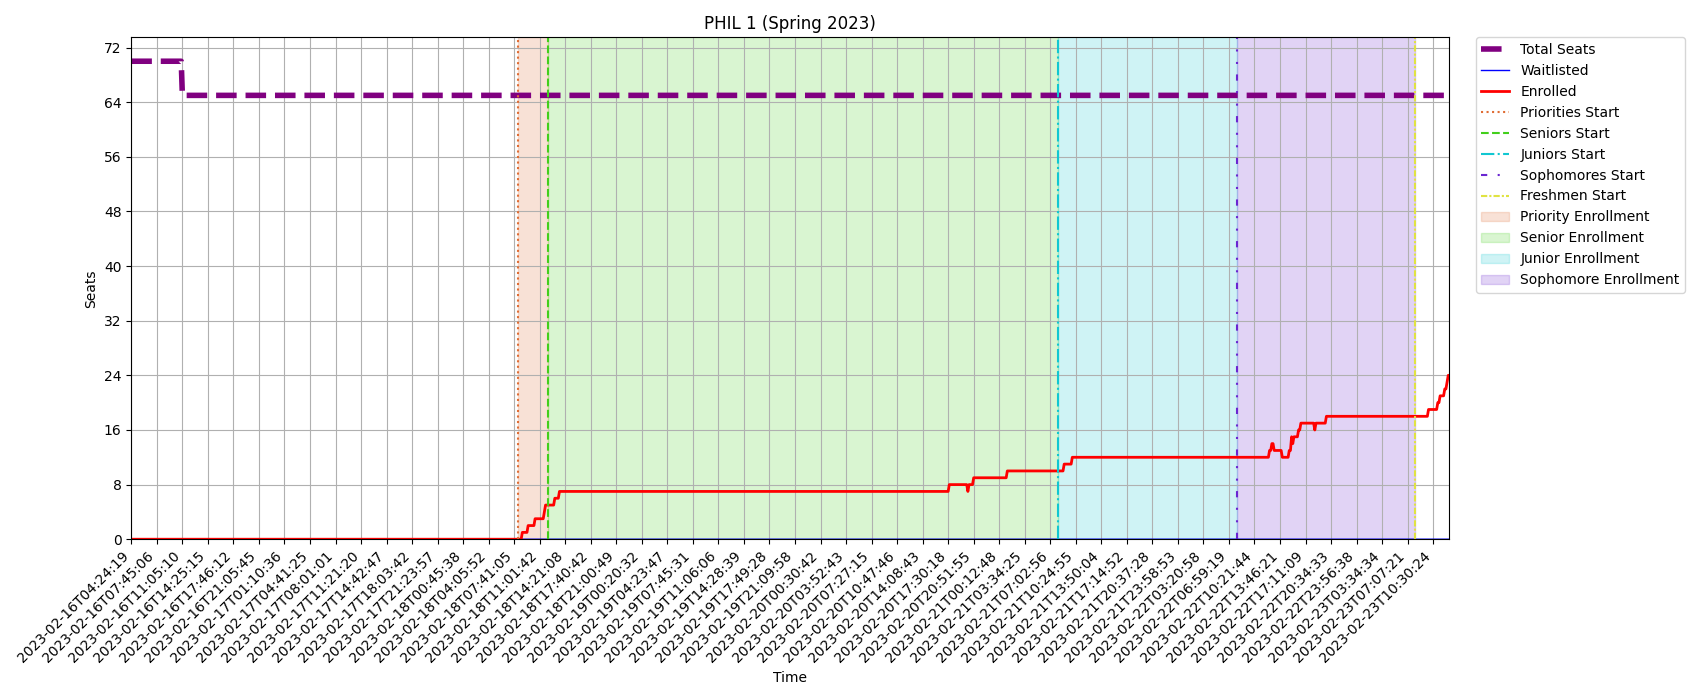 PHIL 1 (Spring 2023)
Seats
72
64
56
48
40
32
24
16
8
0
2023-02-16T04:24:19
2023-02-16T07:45:06
2023-02-16T11:05:10
2023-02-16T14:25:15
2023-02-16T17:46:12
2023-02-16T21:05:45
2023-02-17T01:10:36
2023-02-17T04:41:25
2023-02-17T08:01:01
2023-02-17T11:21:20
2023-02-17T14:42:47
2023-02-17T18:03:42
2023-02-17T21:23:57
2023-02-18T00:45:38
2023-02-18T04:05:52
2023-02-18T07:41:05
2023-02-18T11:01:42
2023-02-18T14:21:08
2023-02-18T17:40:42
2023-02-18T21:00:49
2023-02-19T00:20:32
2023-02-19T04:23:47
2023-02-19T07:45:31
2023-02-19T11:06:06
2023-02-19T14:28:39
2023-02-19T17:49:28
2023-02-19T21:09:58
2023-02-20T00:30:42
2023-02-20T03:52:43
2023-02-20T07:27:15
2023-02-20T10:47:46
2023-02-20T14:08:43
2023-02-20T17:30:18
2023-02-20T20:51:55
2023-02-21T00:12:48
2023-02-21T03:34:25
2023-02-21T07:02:56
2023-02-21T10:24:55
2023-02-21T13:50:04
2023-02-21T17:14:52
2023-02-21T20:37:28
2023-02-21T23:58:53
2023-02-22T03:20:58
2023-02-22T06:59:19
2023-02-22T10:21:44
2023-02-22T13:46:21
2023-02-22T17:11:09
2023-02-22T20:34:33
2023-02-22T23:56:38
2023-02-23T03:34:34
2023-02-23T07:07:21
2023-02-23T10:30:24
Time
Total Seats
Waitlisted
Enrolled
Priorities Start
Seniors Start
Juniors Start
Sophomores Start
Freshmen Start
Priority Enrollment
Senior Enrollment
Junior Enrollment
Sophomore Enrollment